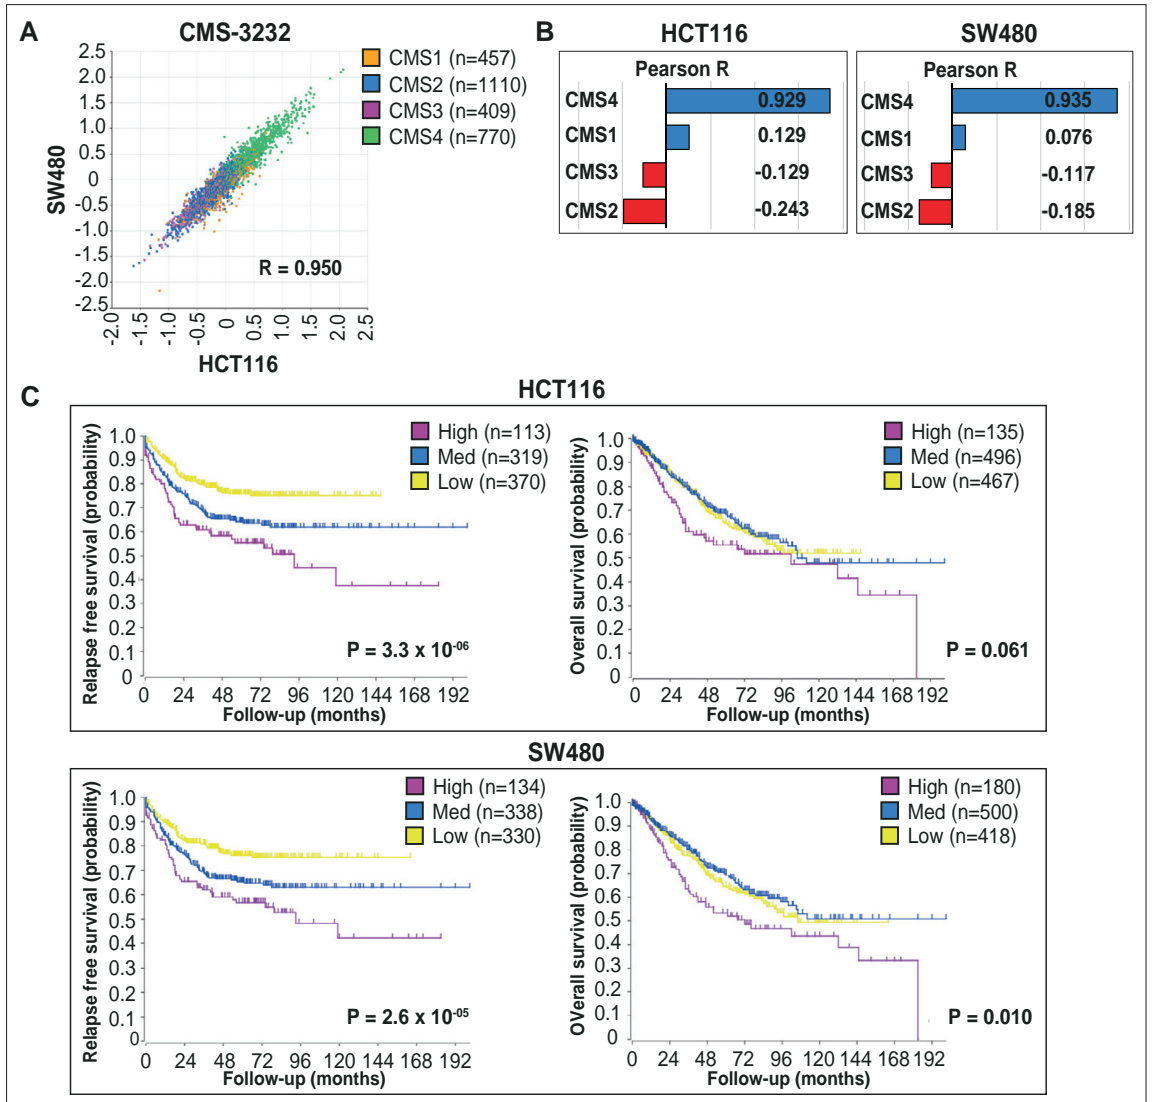 A
CMS-3232
2.5
2.0
1.5
1.0
0.5
0
-0.5
-1.0
-1.5
-2.0
-2.5
SW480
-2.0 -1.5 -1.0 -0.5 0 0.5 1.0 1.5 2.0 2.5
HCT116
R = 0.950
CMS1 (n=457)
CMS2 (n=1110)
CMS3 (n=409)
CMS4 (n=770)
B
HCT116
Pearson R
CMS4 0.929
CMS1 0.129
CMS3 -0.129
CMS2 -0.243
SW480
Pearson R
CMS4 0.935
CMS1 0.076
CMS3 -0.117
CMS2 -0.185
C
HCT116
Relapse free survival (probability)
1.0
0.9
0.8
0.7
0.6
0.5
0.4
0.3
0.2
0.1
0
High (n=113)
Med (n=319)
Low (n=370)
P = 3.3 x 10-06
0 24 48 72 96 120 144 168 192
Follow-up (months)
Overall survival (probability)
1.0
0.9
0.8
0.7
0.6
0.5
0.4
0.3
0.2
0.1
0
High (n=135)
Med (n=496)
Low (n=467)
P = 0.061
0 24 48 72 96 120 144 168 192
Follow-up (months)
SW480
Relapse free survival (probability)
1.0
0.9
0.8
0.7
0.6
0.5
0.4
0.3
0.2
0.1
0
High (n=134)
Med (n=338)
Low (n=330)
P = 2.6 x 10-05
0 24 48 72 96 120 144 168 192
Follow-up (months)
OVerall survival (probability)
1.0
0.9
0.8
0.7
0.6
0.5
0.4
0.3
0.2
0.1
0
High (n=180)
Med (n=500)
Low (n=418)
P = 0.010
0 24 48 72 96 120 144 168 192
Follow-up (months)